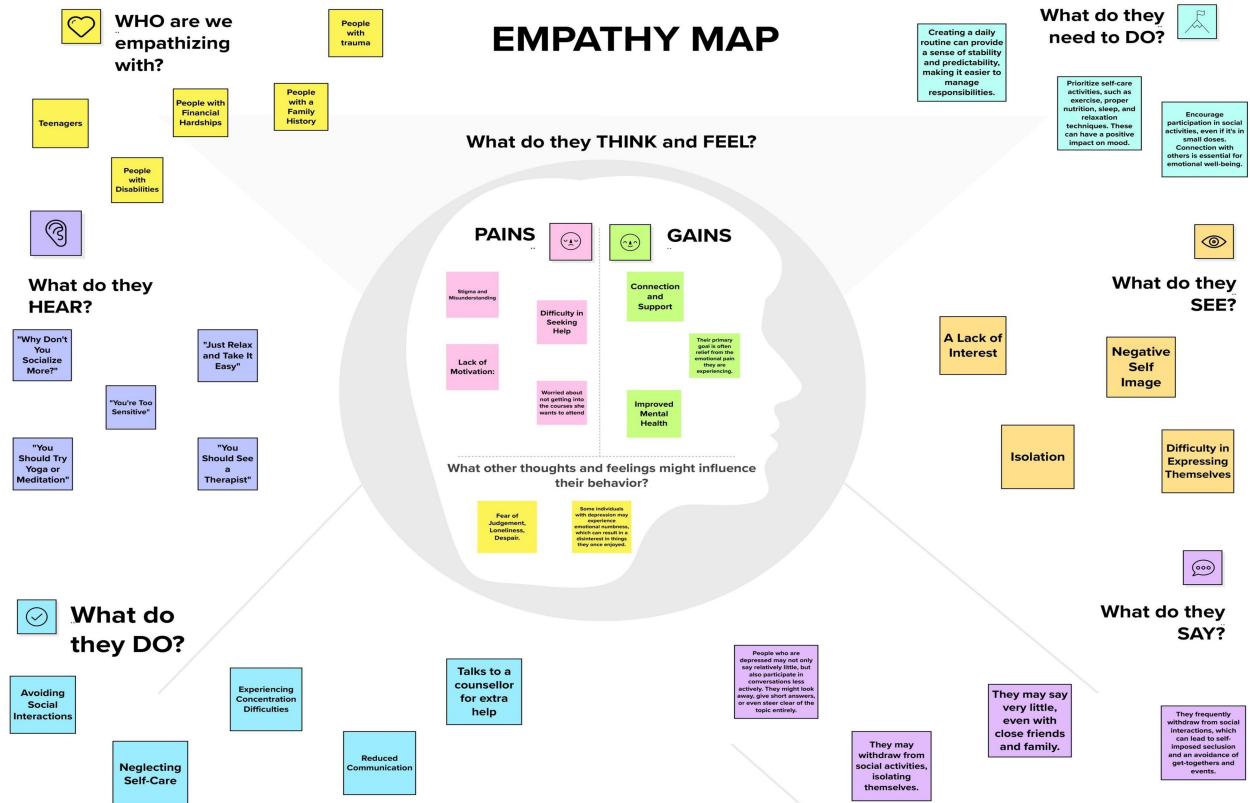 EMPATHY MAP
WHO are we
empathizing
with?
People
with
trauma
Teenagers
People with
Financial
Hardships
People
with a
Family
History
People
with
Disabilities
What do they
need to DO?
Creating a daily
routine can provide
a sense of stability
and predictability,
making it easier to
manage
responsibilities.
Prioritize self-care
activities, such as
exercise, proper
nutrition, sleep, and
relaxation
techniques. These
can have a positive
impact on mood.
Encourage
participation in social
activities, even if it's in
small doses.
Connection with
others is essential for
emotional well-being.
What do they THINK and FEEL?
PAINS
Stigma and
Misunderstanding
Difficulty in
Seeking
Help
Lack of
Motivation:
Worried about
not getting into
the courses she
wants to attend
GAINS
Connection
and
Support
Their primary
goal is often
relief from the
emotional pain
they are
experiencing.
Improved
Mental
Health
What other thoughts and feelings might influence
their behavior?
Fear of
Judgement,
Loneliness,
Despair.
Some individuals
with depression may
experience
emotional numbness,
which can result in a
disinterest in things
they once enjoyed.
What do they
HEAR?
"Why Don't
You
Socialize
More?"
"Just Relax
and Take It
Easy"
"You're Too
Sensitive"
"You
Should Try
Yoga or
Meditation"
"You
Should See
a
Therapist"
What do they
SEE?
A Lack of
Interest
Negative
Self
Image
Isolation
Difficulty in
Expressing
Themselves
What do
they DO?
Avoiding
Social
Interactions
Experiencing
Concentration
Difficulties
Talks to a
counsellor
for extra
help
Neglecting
Self-Care
Reduced
Communication
What do they
SAY?
People who are
depressed may not only
say relatively little, but
also participate in
conversations less
actively. They might look
away, give short answers,
or even steer clear of the
topic entirely.
They may
withdraw from
social activities,
isolating
themselves.
They may say
very little,
even with
close friends
and family.
They frequently
withdraw from social
interactions, which
can lead to self-
imposed seclusion
and an avoidance of
get-togethers and
events.